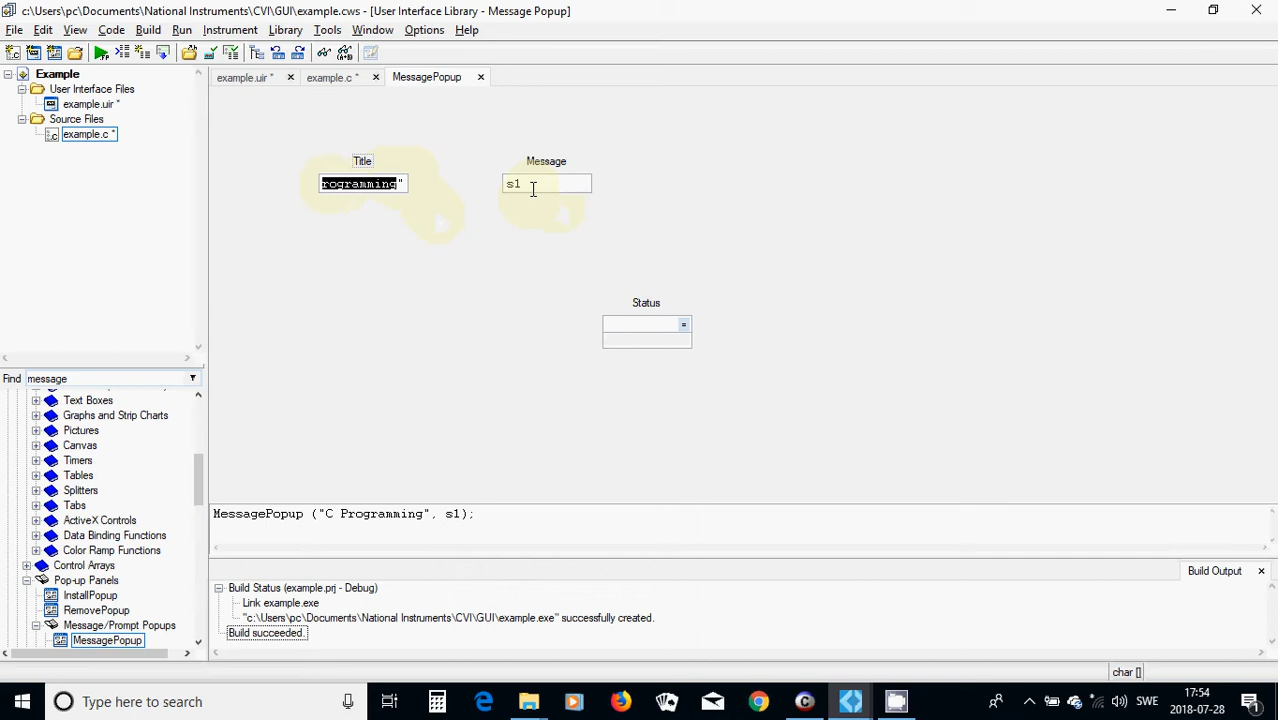 c:\Users\pc\Documents\National Instruments\CVI\GUI\example.cws - [User Interface Library - Message Popup]
File Edit View Code Build Run Instrument Library Tools Window Options Help
Example
User Interface Files
example.uir *
Source Files
example.c *
example.uir * example.c * MessagePopup
Title Message
rogramming" s1
Status
Find message
Text Boxes
Graphs and Strip Charts
Pictures
Canvas
Timers
Tables
Splitters
Tabs
ActiveX Controls
Data Binding Functions
Color Ramp Functions
Control Arrays
Pop-up Panels
InstallPopup
RemovePopup
Message/Prompt Popups
MessagePopup
MessagePopup ("C Programming", s1);
Build Output
Build Status (example.prj - Debug)
Link example.exe
"c:\Users\pc\Documents\National Instruments\CVI\GUI\example.exe" successfully created.
Build succeeded.
char []
Type here to search
SWE
17:54
2018-07-28